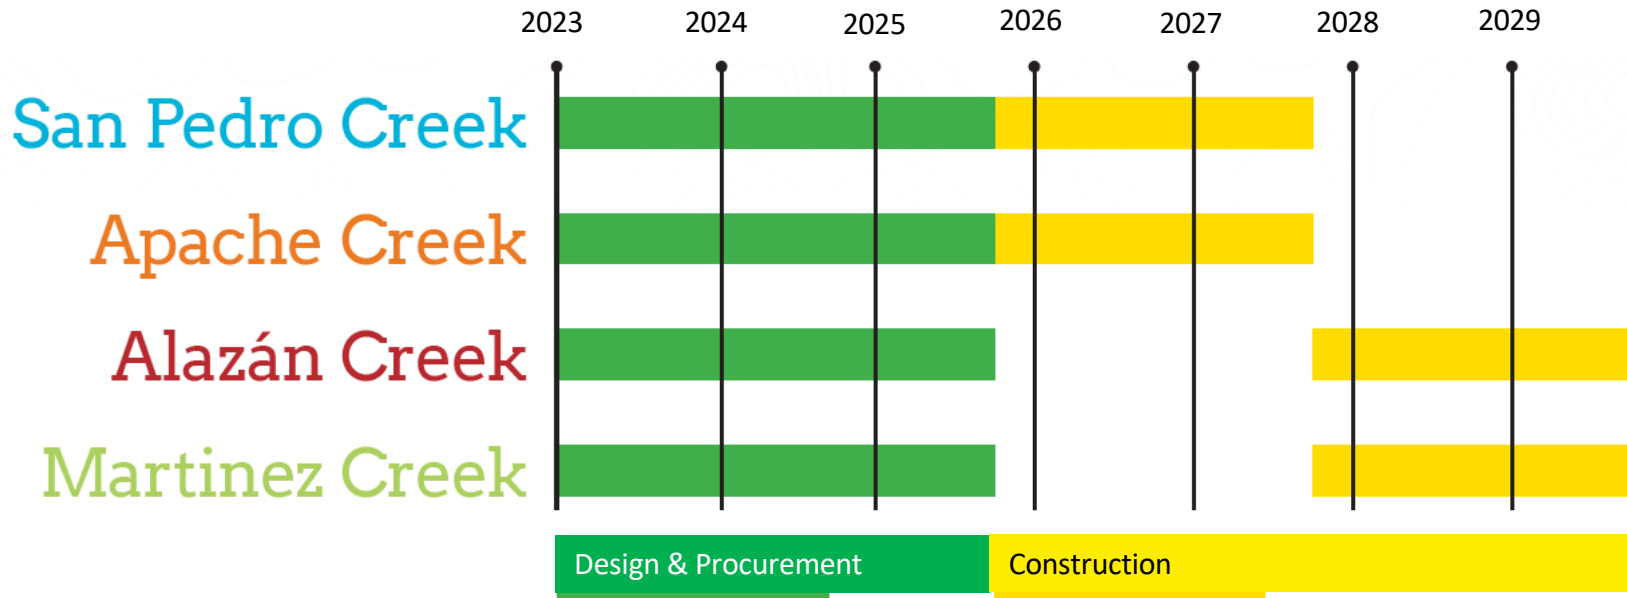 2023 2024 2025 2026 2027 2028 2029
San Pedro Creek
Apache Creek
Alazán Creek
Martinez Creek
Design & Procurement Construction